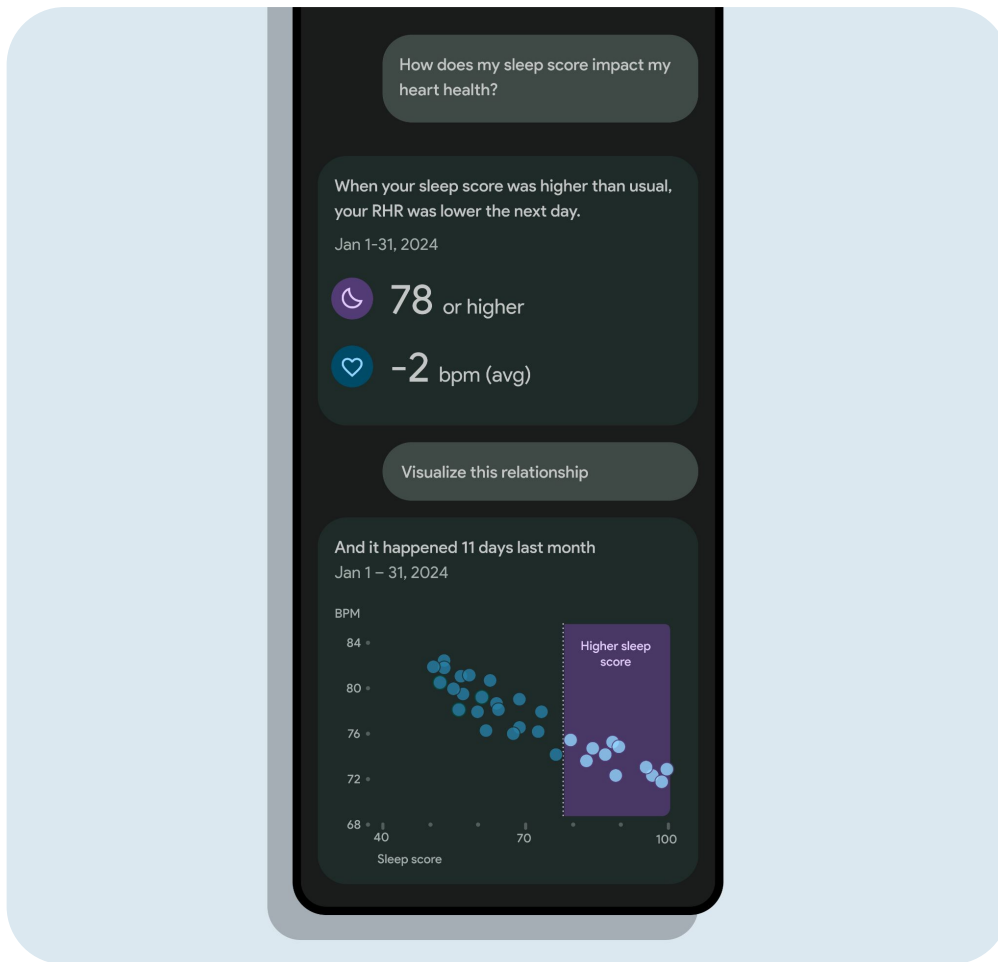 How does my sleep score impact my
heart health?
When your sleep score was higher than usual,
your RHR was lower the next day.
Jan 1-31, 2024
78 or higher
-2 bpm (avg)
Visualize this relationship
And it happened 11 days last month
Jan 1 – 31, 2024
BPM
Higher sleep
score
84
80
76
72
68
40
70
100
Sleep score